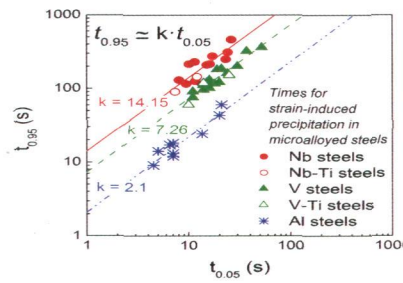 t₀.₉₅ ≃ k·t₀.₀₅
1000
100
10
1
t₀.₉₅ (s)
k = 14.15
k = 7.26
k = 2.1
Times for
strain-induced
precipitation in
microalloyed steels
Nb steels
Nb-Ti steels
V steels
V-Ti steels
Al steels
1
10
100
1000
t₀.₀₅ (s)